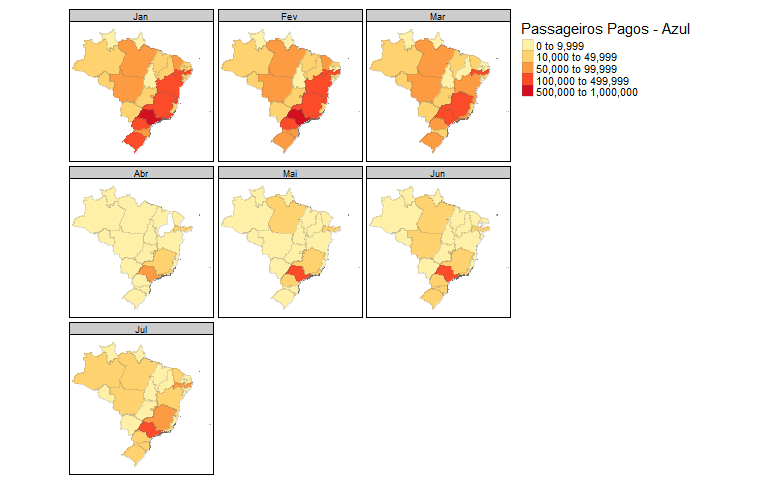 Jan
Fev
Mar
Passageiros Pagos - Azul
0 to 9,999
10,000 to 49,999
50,000 to 99,999
100,000 to 499,999
500,000 to 1,000,000
Abr
Mai
Jun
Jul